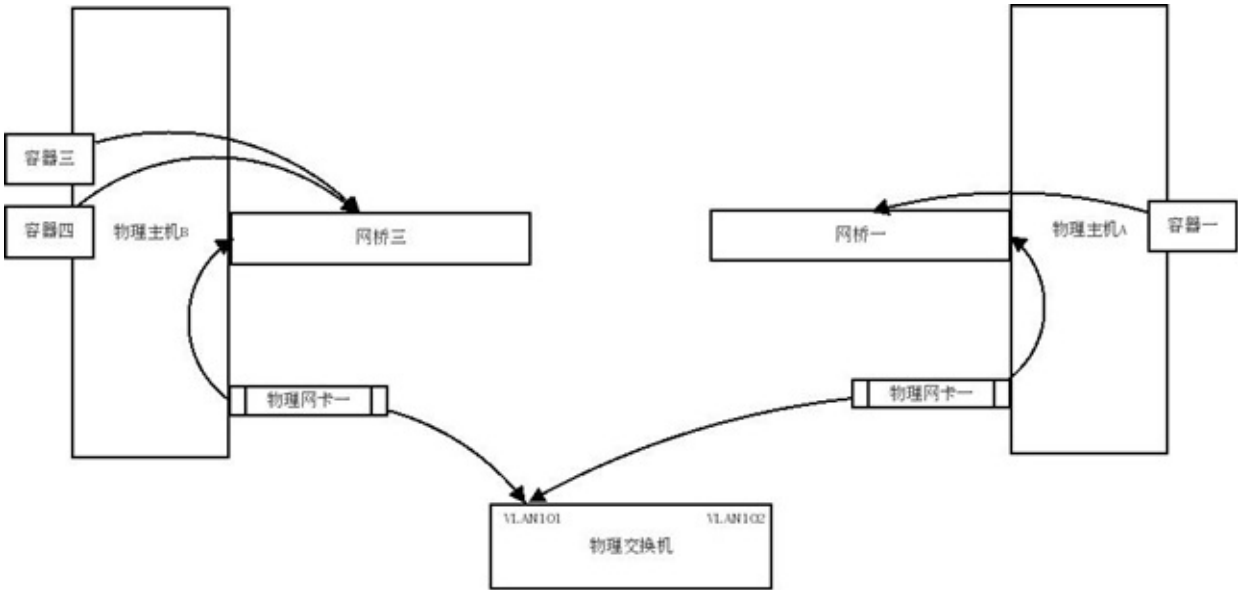 容器三
容器四
物理主机B
网桥三
网桥一
物理主机A
容器一
物理网卡一
物理网卡一
VLAN101
VLAN102
物理交换机